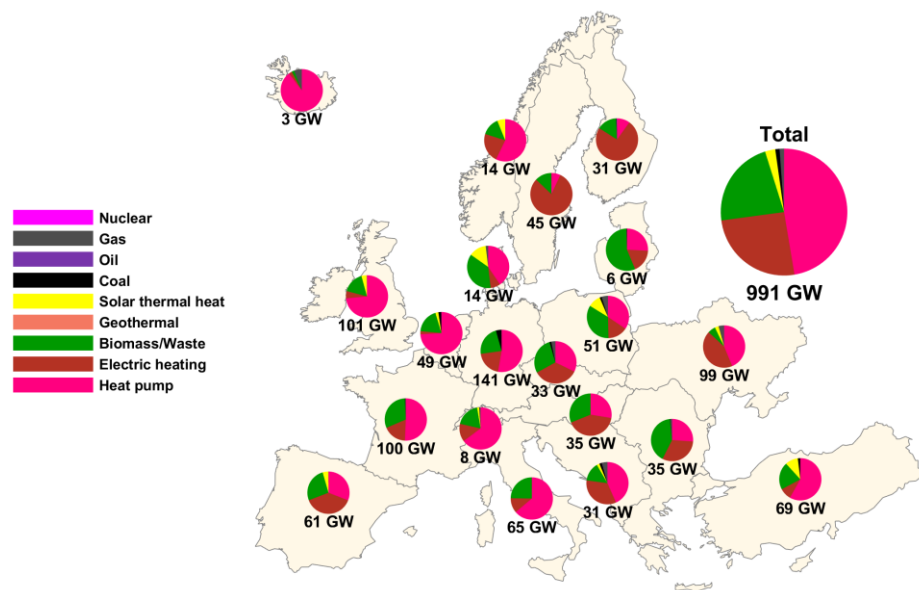 Total
991 GW
Nuclear
Gas
Oil
Coal
Solar thermal heat
Geothermal
Biomass/Waste
Electric heating
Heat pump
3 GW
14 GW
31 GW
45 GW
14 GW
6 GW
101 GW
49 GW
141 GW
33 GW
51 GW
99 GW
100 GW
8 GW
35 GW
35 GW
61 GW
65 GW
31 GW
69 GW